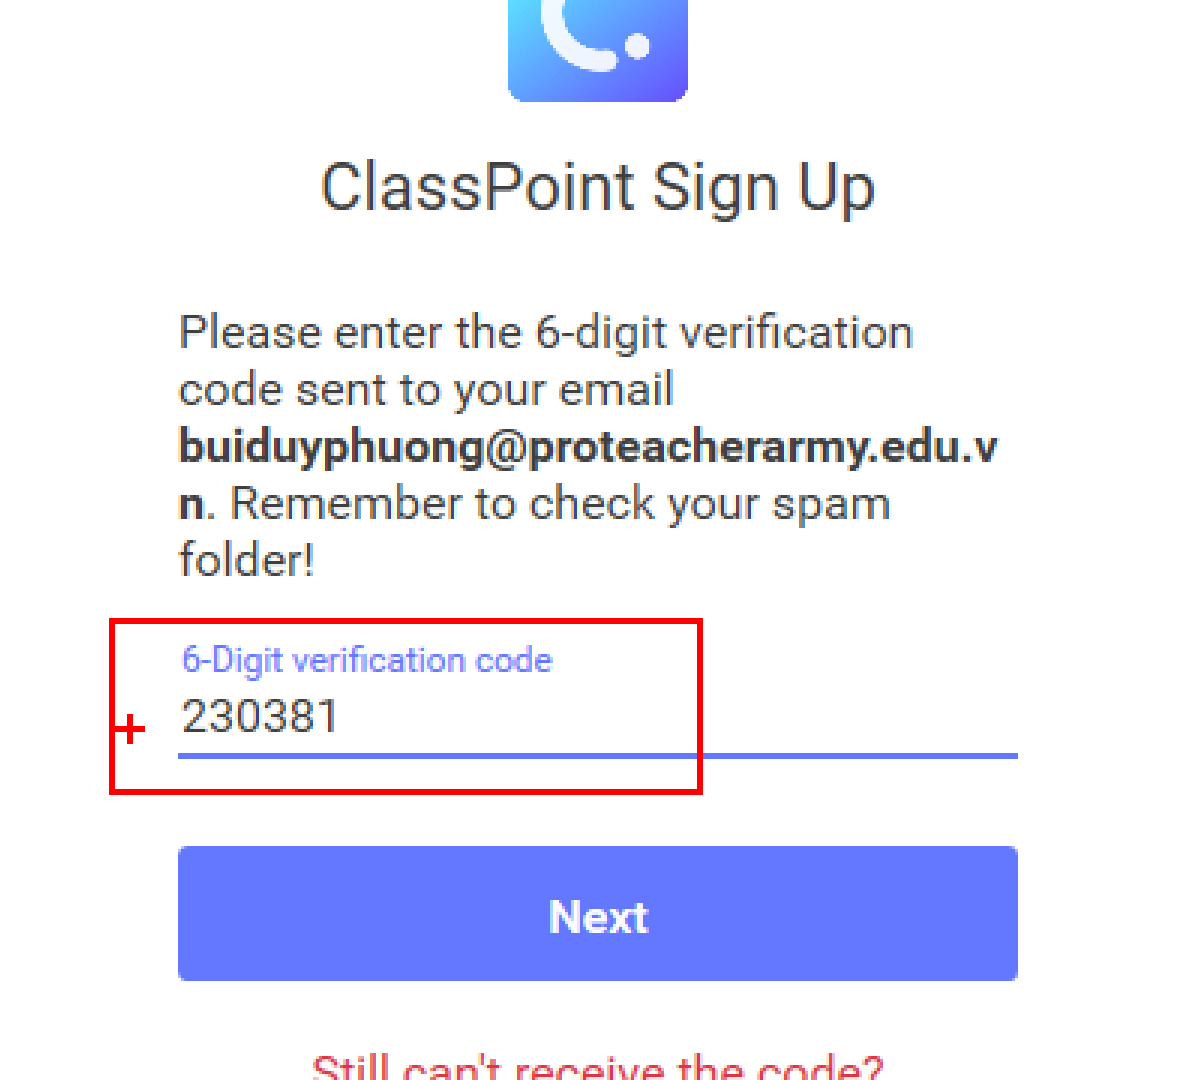 ClassPoint Sign Up
Please enter the 6-digit verification
code sent to your email
buiduyphuong@proteacherarmy.edu.v
n. Remember to check your spam
folder!
6-Digit verification code
230381
Next
Still can't receive the code?